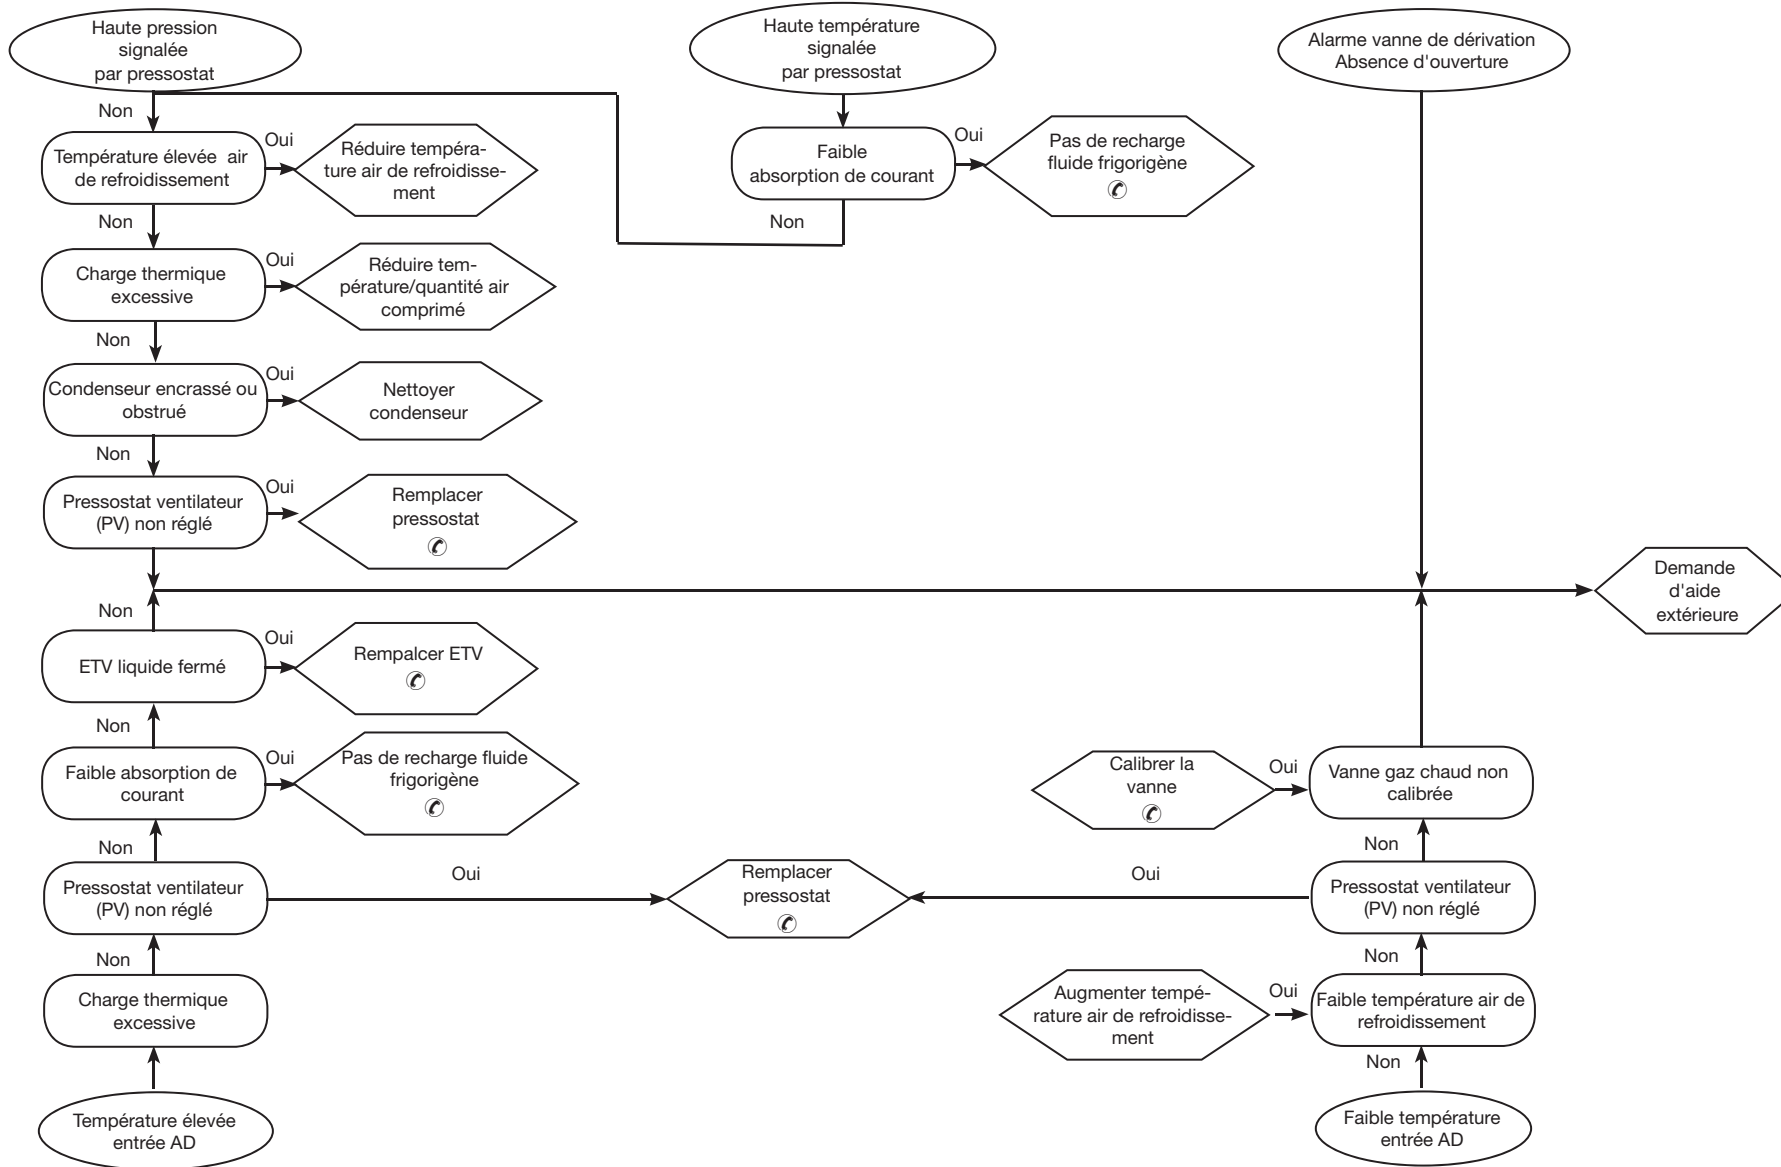 Haute pression
signalée
par pressostat
Haute température
signalée
par pressostat
Alarme vanne de dérivation
Absence d'ouverture
Non
Oui
Température élevée air
de refroidissement
Réduire tempéra-
ture air de refroidisse-
ment
Faible
absorption de courant
Oui
Pas de recharge
fluide frigorigène
Non
Non
Oui
Charge thermique
excessive
Réduire tem-
pérature/quantité air
comprimé
Non
Oui
Condenseur encrassé ou
obstrué
Nettoyer
condenseur
Non
Oui
Pressostat ventilateur
(PV) non réglé
Remplacer
pressostat
Demande
d'aide
extérieure
Non
Oui
ETV liquide fermé
Rempalcer ETV
Non
Oui
Faible absorption de
courant
Pas de recharge fluide
frigorigène
Calibrer la
vanne
Oui
Vanne gaz chaud non
calibrée
Non
Non
Pressostat ventilateur
(PV) non réglé
Oui
Remplacer
pressostat
Oui
Pressostat ventilateur
(PV) non réglé
Non
Non
Charge thermique
excessive
Augmenter tempé-
rature air de refroidisse-
ment
Oui
Faible température air de
refroidissement
Non
Température élevée
entrée AD
Faible température
entrée AD